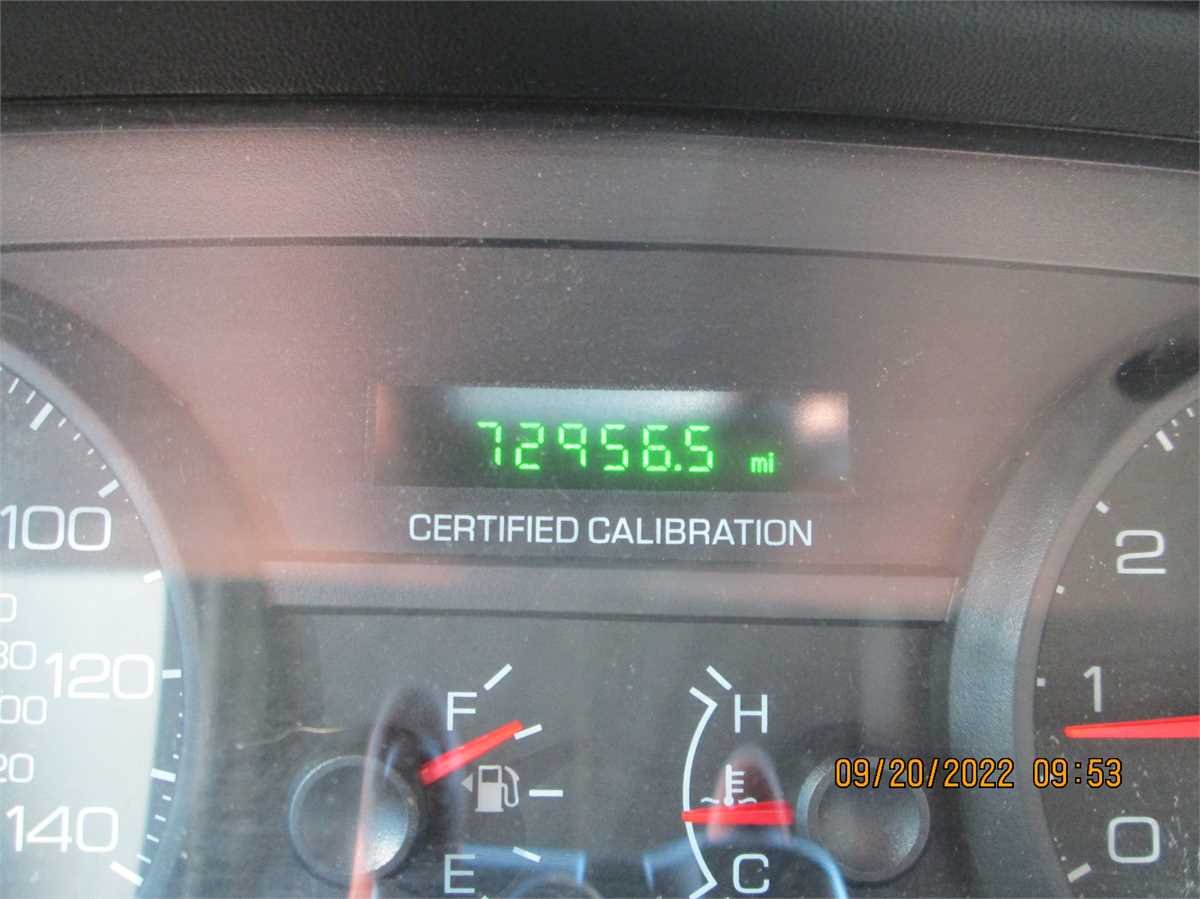 72956.5 mi
CERTIFIED CALIBRATION
100
120
140
F
E
H
C
2
1
0
09/20/2022 09:53